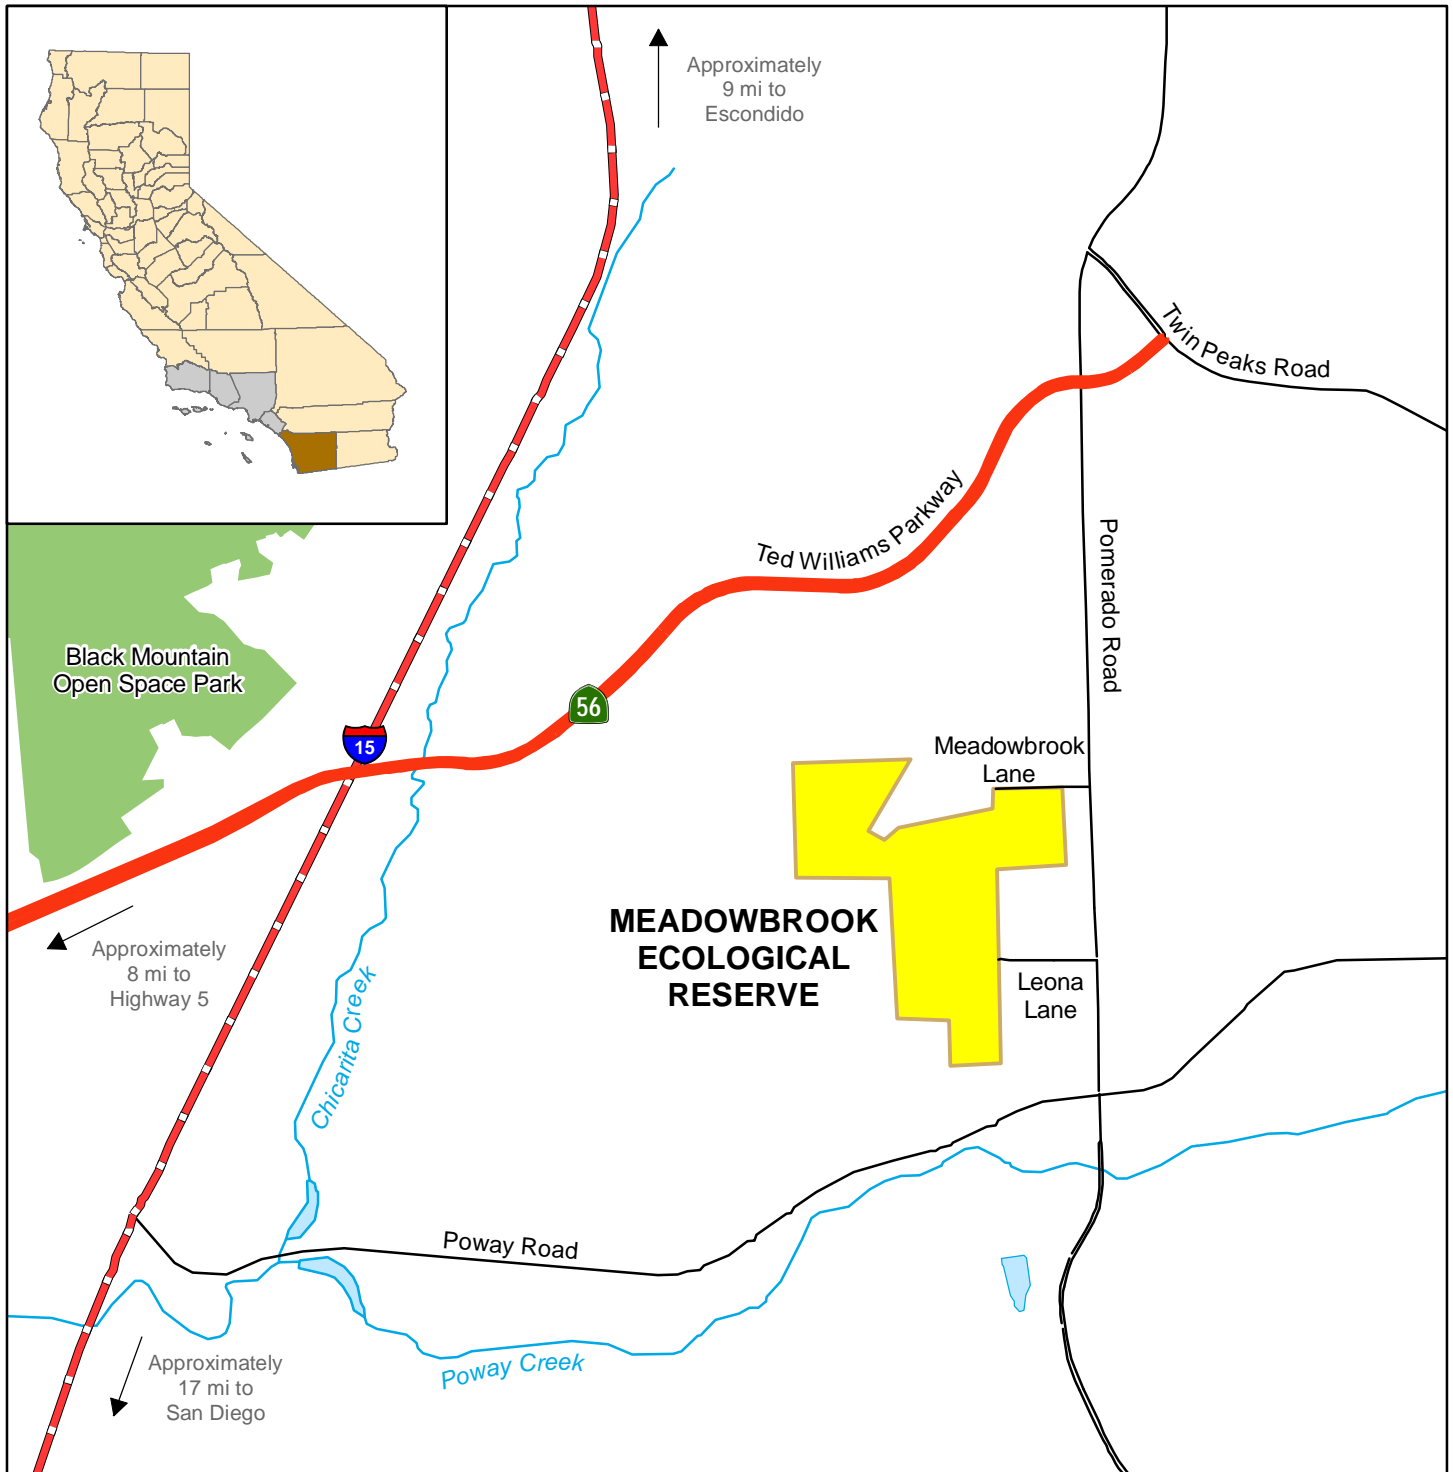 Approximately
9 mi to
Escondido
Twin Peaks Road
Ted Williams Parkway
Pomerado Road
Black Mountain
Open Space Park
56
15
Meadowbrook
Lane
MEADOWBROOK
ECOLOGICAL
RESERVE
Approximately
8 mi to
Highway 5
Leona
Lane
Chicarita Creek
Poway Road
Poway Creek
Approximately
17 mi to
San Diego